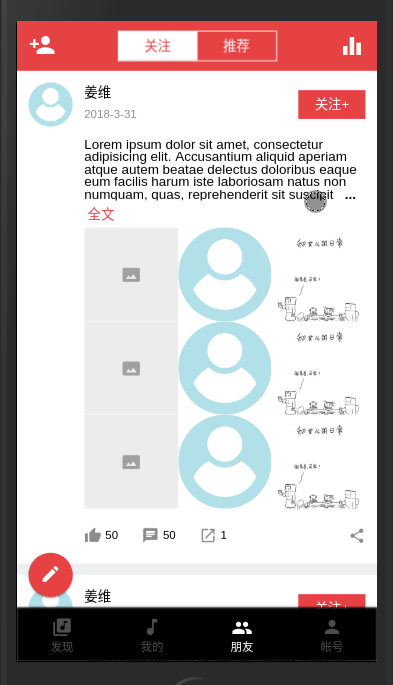 关注
推荐
姜维
2018-3-31
关注+
Lorem ipsum dolor sit amet, consectetur
adipisicing elit. Accusantium aliquid aperiam
atque autem beatae delectus doloribus eaque
eum facilis harum iste laboriosam natus non
numquam, quas, reprehenderit sit suscipit ...
全文
50
50
1
姜维
关注+
发现
我的
朋友
帐号